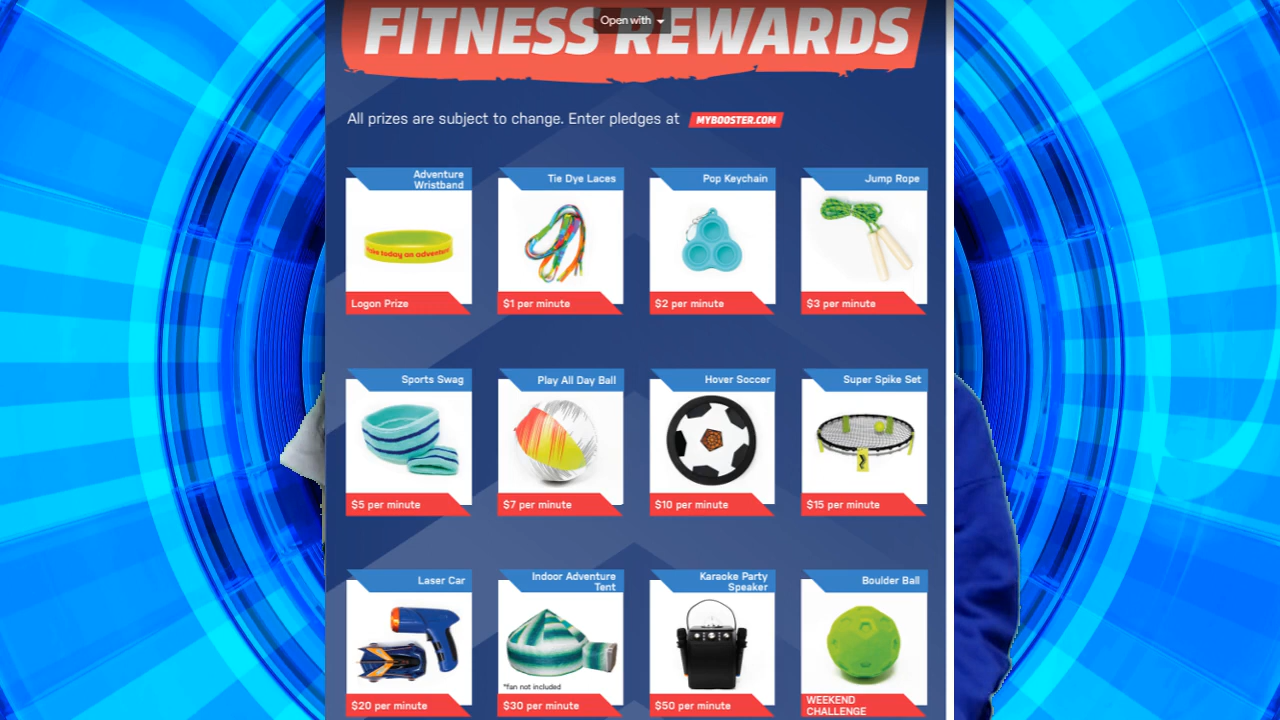 FITNESS REWARDS
Open with
All prizes are subject to change. Enter pledges at MYBOOSTER.COM
Adventure
Wristband
Make today an adventure
Logon Prize
Tie Dye Laces
$1 per minute
Pop Keychain
$2 per minute
Jump Rope
$3 per minute
Sports Swag
$5 per minute
Play All Day Ball
$7 per minute
Hover Soccer
$10 per minute
Super Spike Set
$15 per minute
Laser Car
$20 per minute
Indoor Adventure
Tent
*fan not included
$30 per minute
Karaoke Party
Speaker
$50 per minute
Boulder Ball
WEEKEND
CHALLENGE